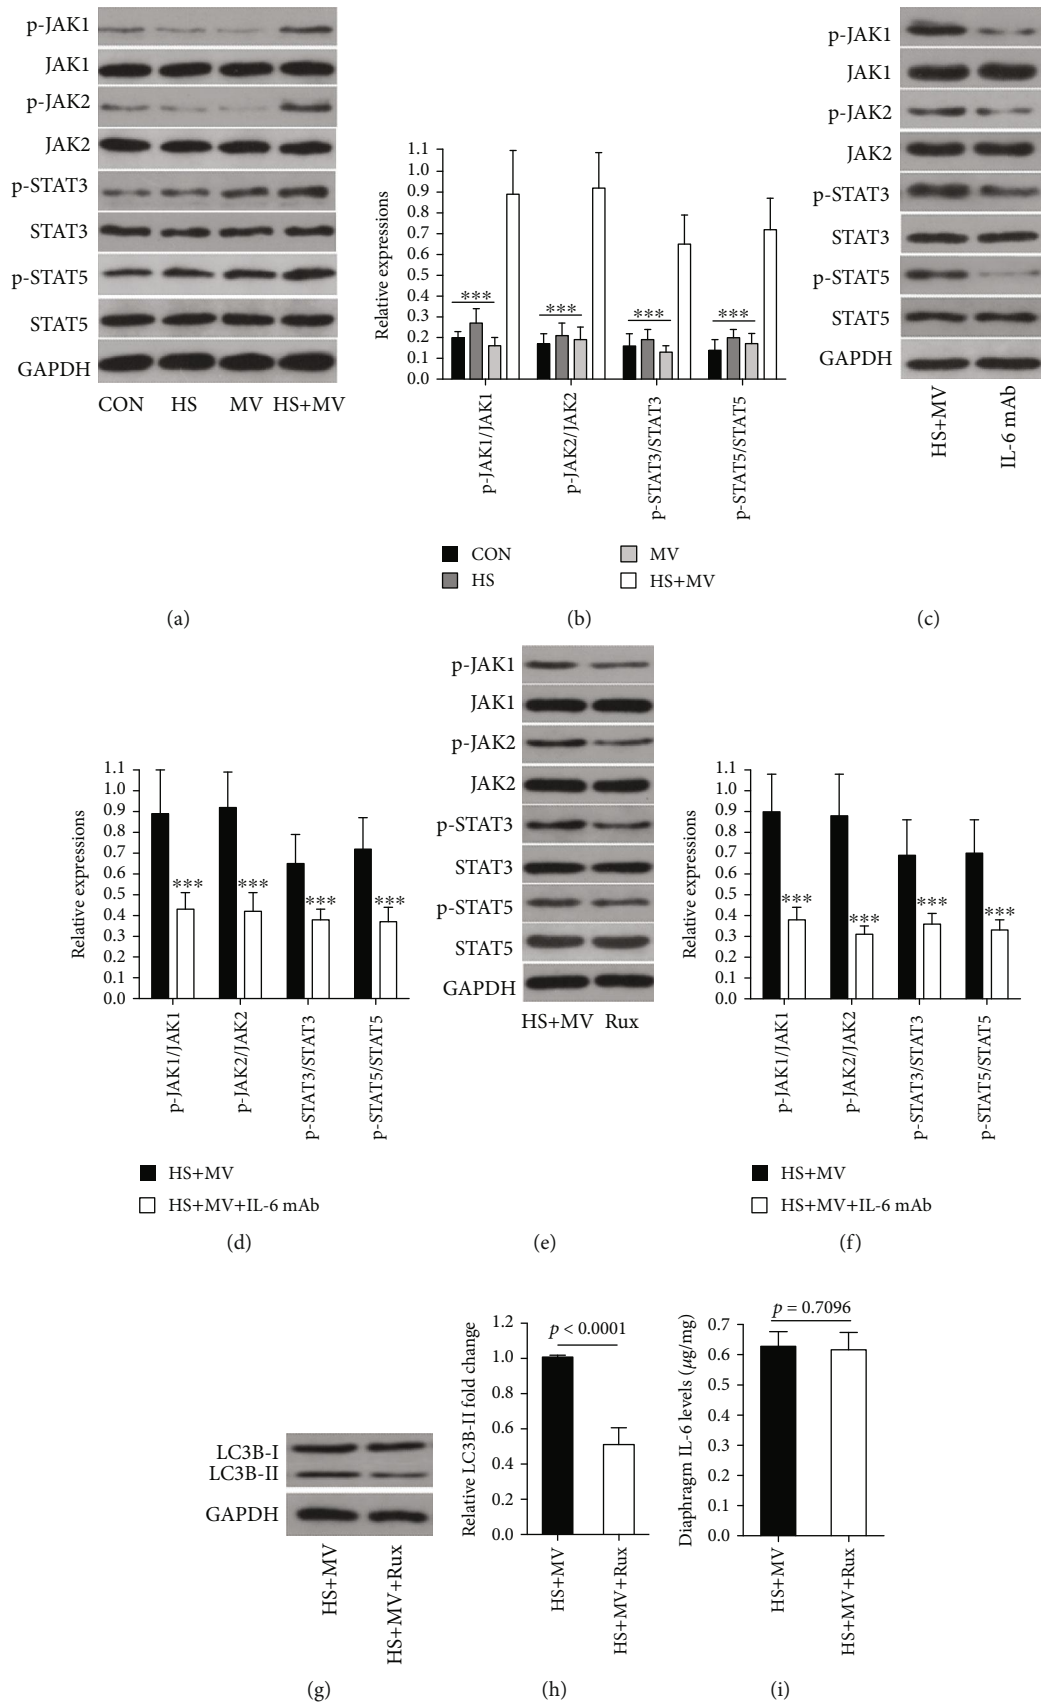 p-JAK1
JAK1
p-JAK2
JAK2
p-STAT3
STAT3
p-STAT5
STAT5
GAPDH
CON HS MV HS+MV
(a)
Relative expressions
1.1
1.0
0.9
0.8
0.7
0.6
0.5
0.4
0.3
0.2
0.1
0.0
*** *** *** ***
p-JAK1/JAK1
p-JAK2/JAK2
p-STAT3/STAT3
p-STAT5/STAT5
CON
HS
MV
HS+MV
(b)
p-JAK1
JAK1
p-JAK2
JAK2
p-STAT3
STAT3
p-STAT5
STAT5
GAPDH
HS+MV
IL-6 mAb
(c)
Relative expressions
1.1
1.0
0.9
0.8
0.7
0.6
0.5
0.4
0.3
0.2
0.1
0.0
*** *** *** ***
p-JAK1/JAK1
p-JAK2/JAK2
p-STAT3/STAT3
p-STAT5/STAT5
HS+MV
HS+MV+IL-6 mAb
(d)
p-JAK1
JAK1
p-JAK2
JAK2
p-STAT3
STAT3
p-STAT5
STAT5
GAPDH
HS+MV Rux
(e)
Relative expressions
1.1
1.0
0.9
0.8
0.7
0.6
0.5
0.4
0.3
0.2
0.1
0.0
*** *** *** ***
p-JAK1/JAK1
p-JAK2/JAK2
p-STAT3/STAT3
p-STAT5/STAT5
HS+MV
HS+MV+IL-6 mAb
(f)
LC3B-I
LC3B-II
GAPDH
HS+MV
HS+MV+Rux
(g)
Relative LC3B-II fold change
1.2
1.0
0.8
0.6
0.4
0.2
0.0
p < 0.0001
HS+MV
HS+MV+Rux
(h)
Diaphragm IL-6 levels (μg/mg)
0.7
0.6
0.5
0.4
0.3
0.2
0.1
0.0
p = 0.7096
HS+MV
HS+MV+Rux
(i)